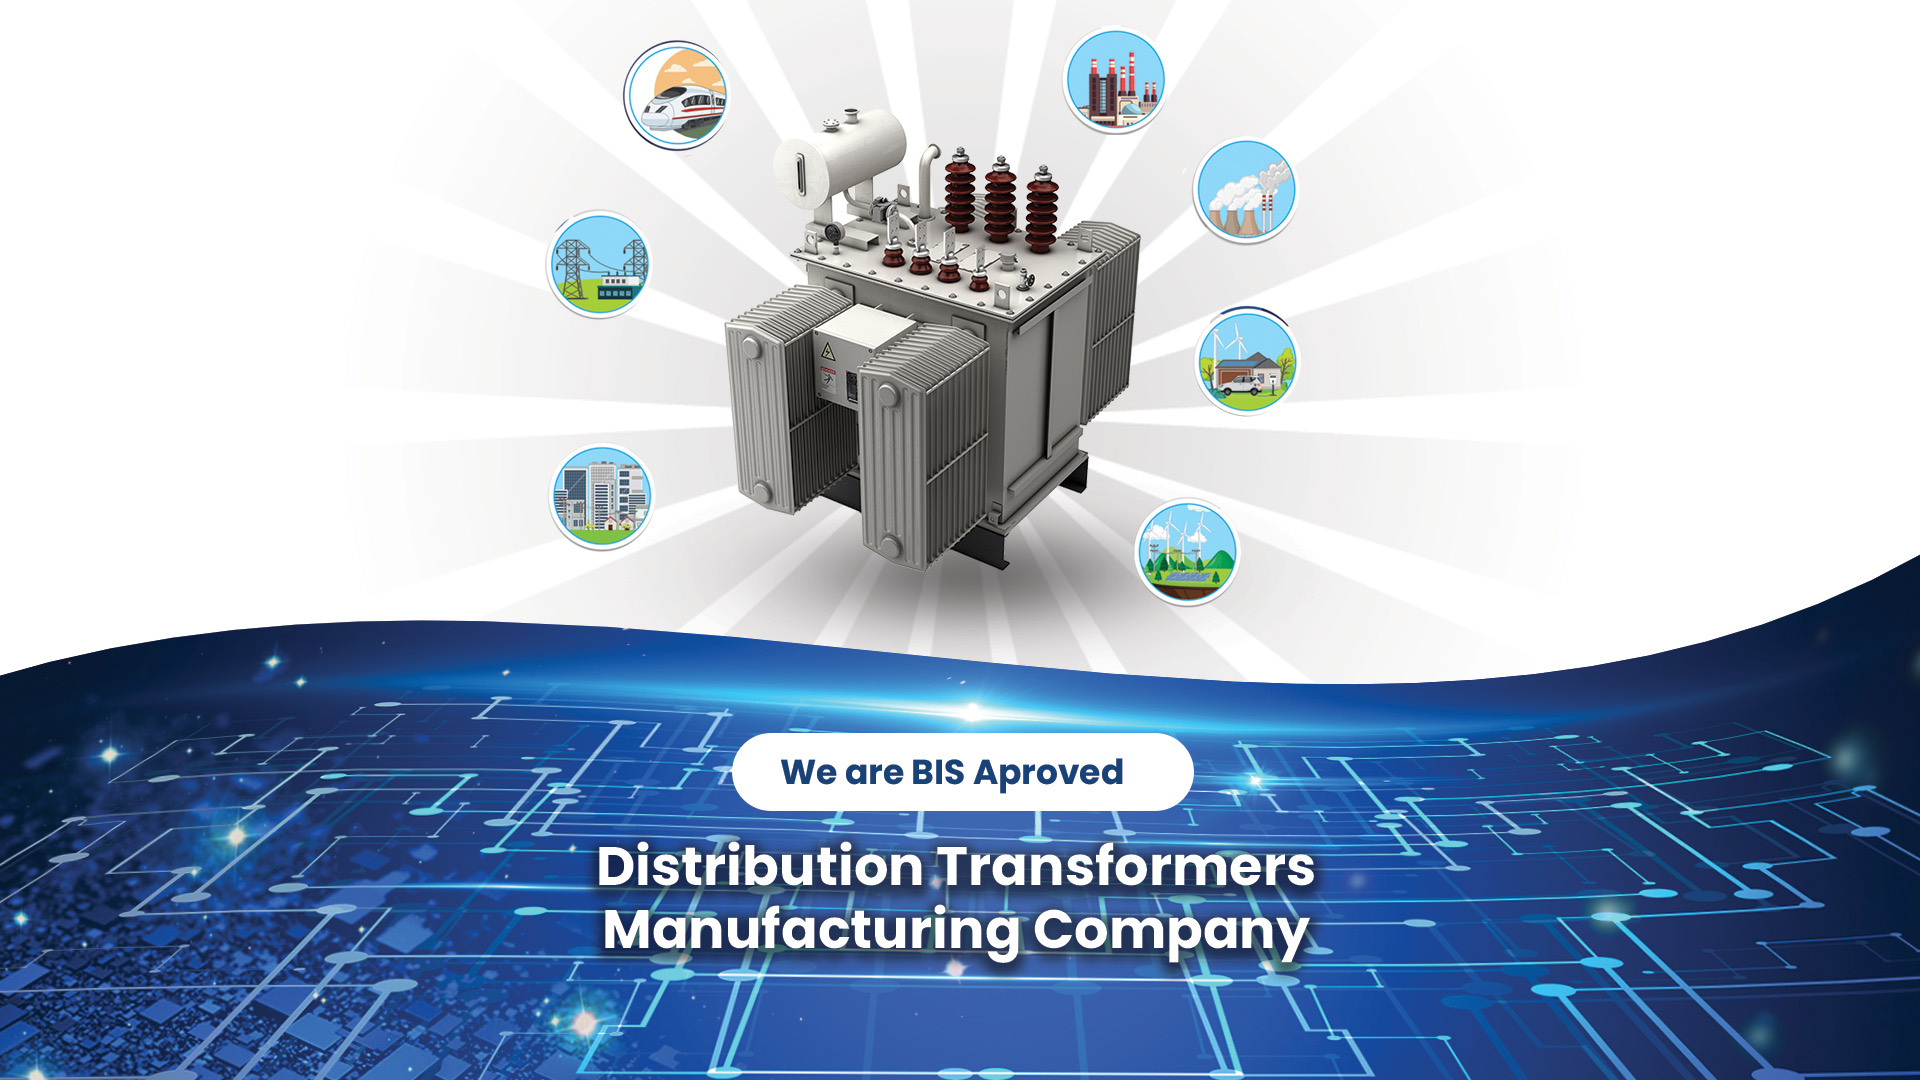 We are BIS Aproved
Distribution Transformers
Manufacturing Company